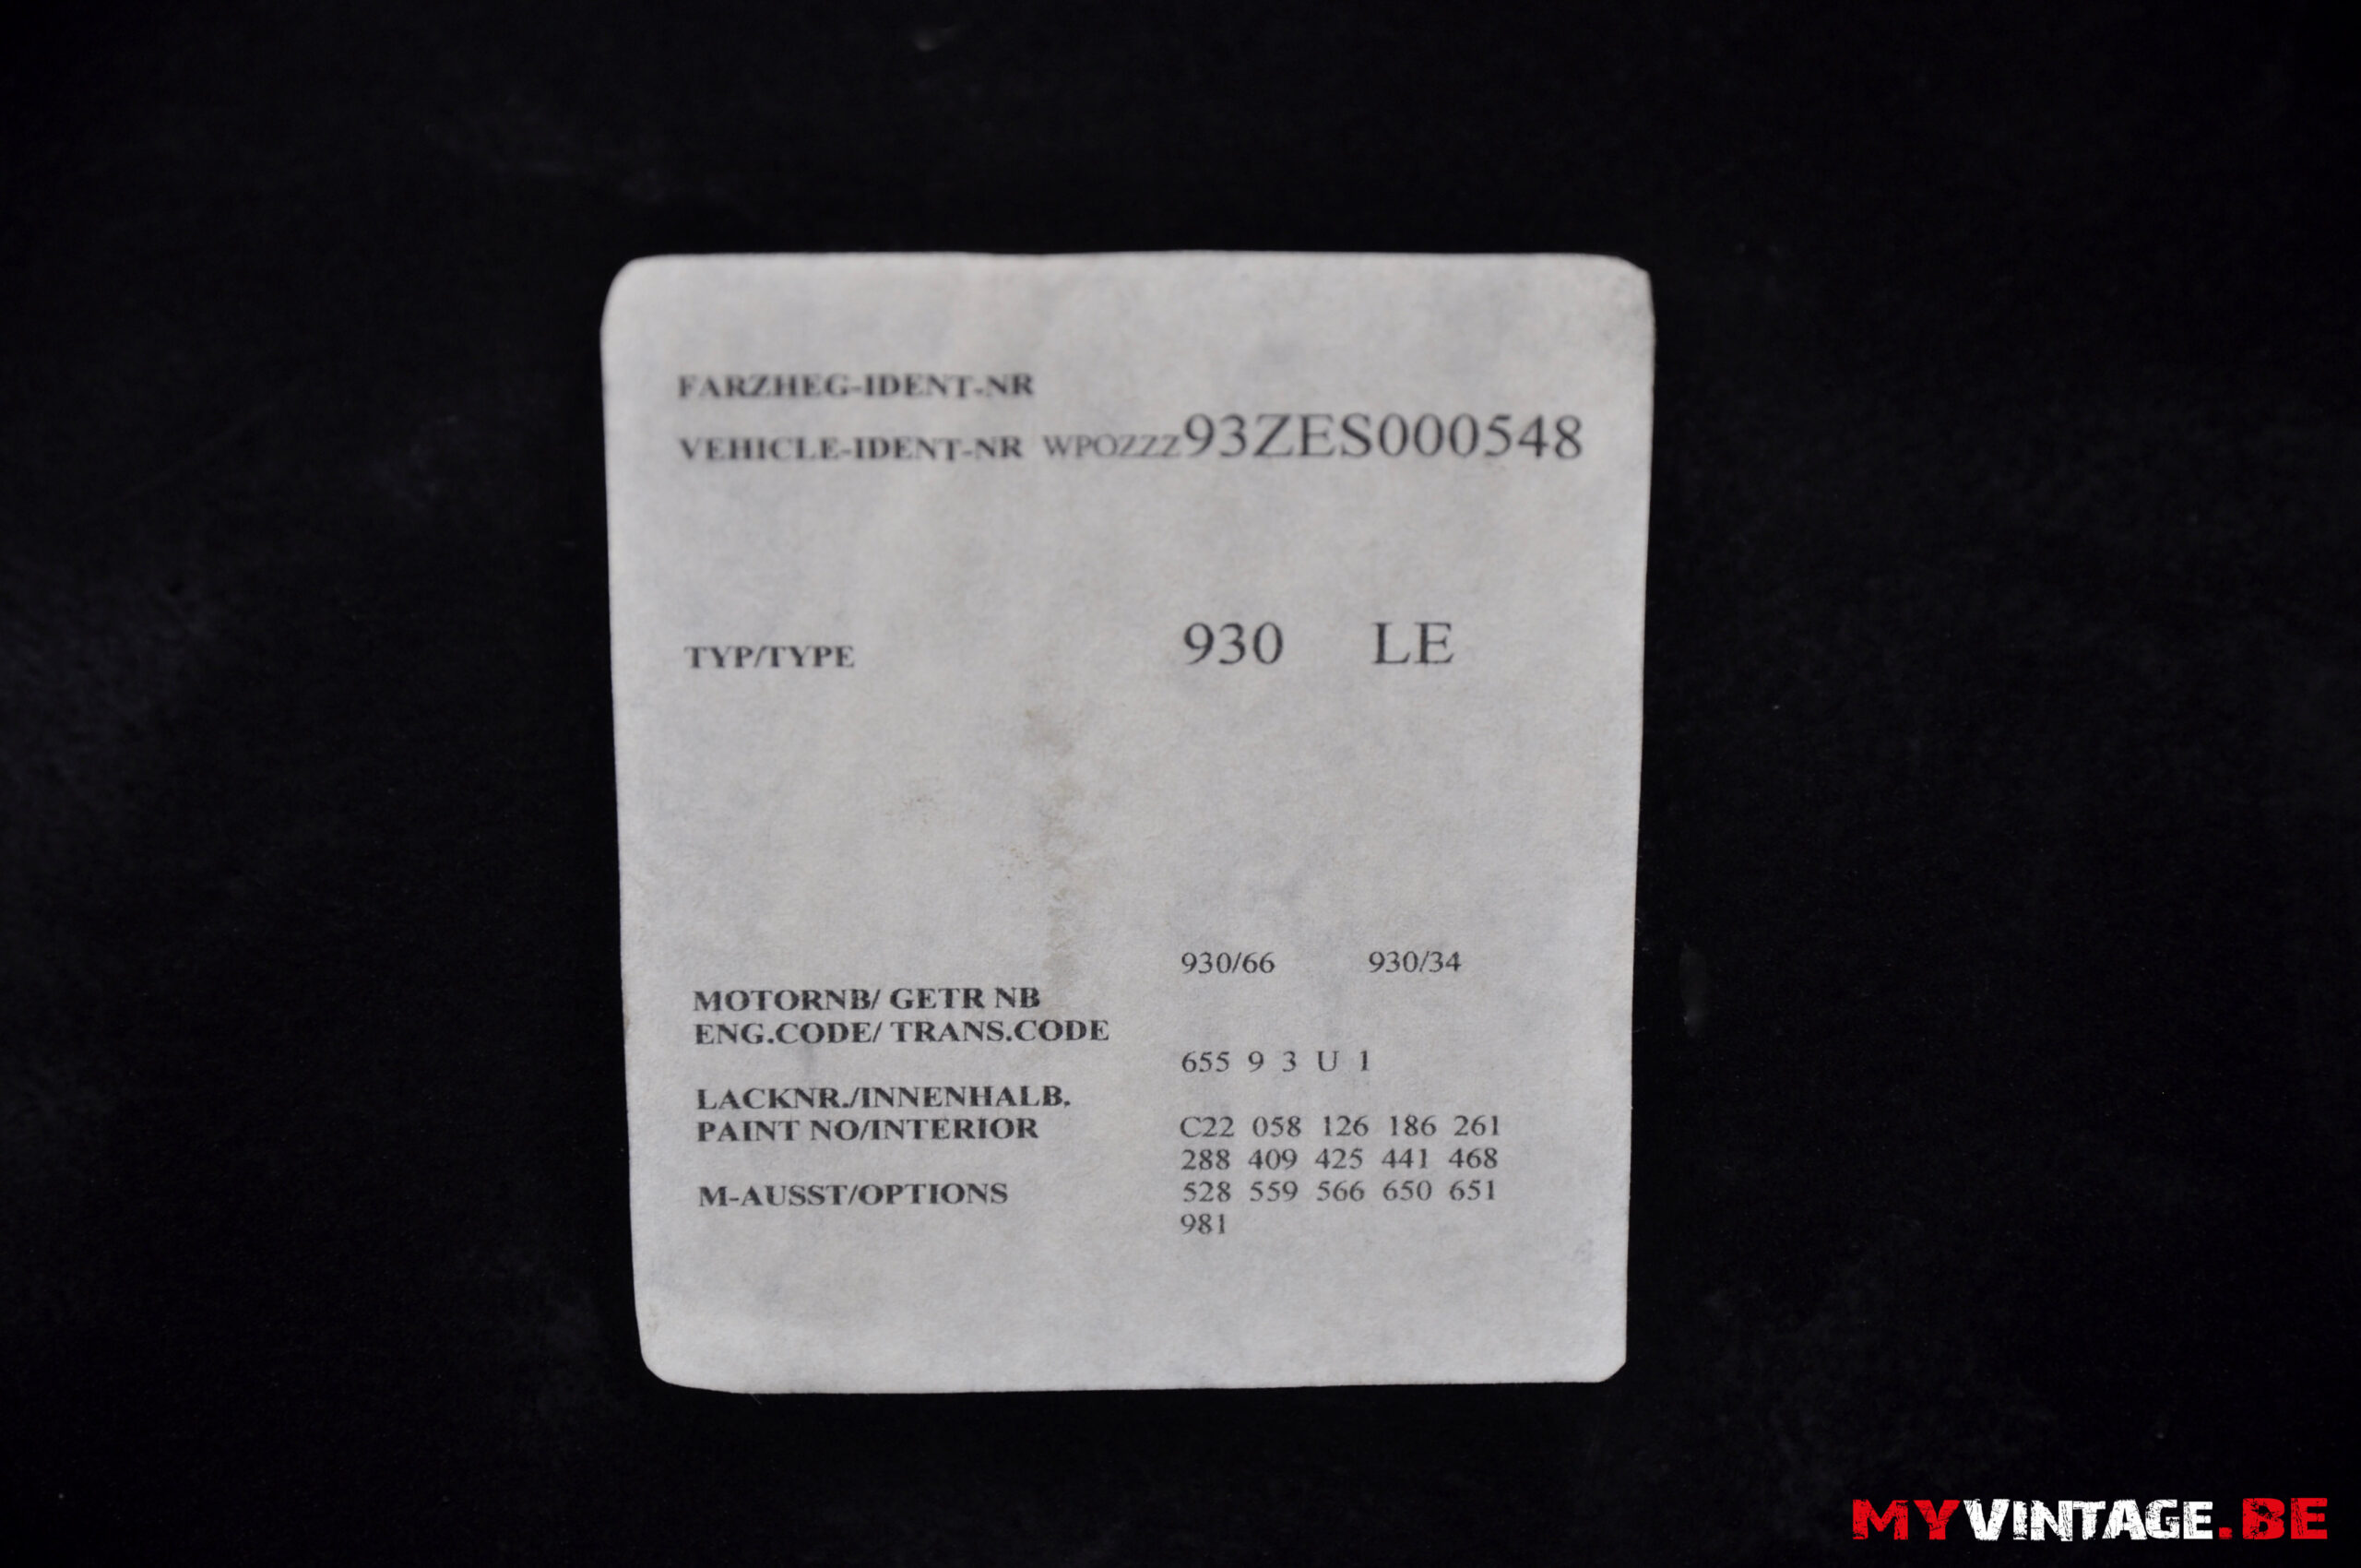 FARZHEG-IDENT-NR
VEHICLE-IDENT-NR WPOZZZ93ZES000548
TYP/TYPE 930 LE
930/66 930/34
MOTORNB/ GETR NB
ENG.CODE/ TRANS.CODE
655 9 3 U 1
LACKNR./INNENHALB.
PAINT NO/INTERIOR C22 058 126 186 261
288 409 425 441 468
M-AUSST/OPTIONS 528 559 566 650 651
981
MYVINTAGE.BE